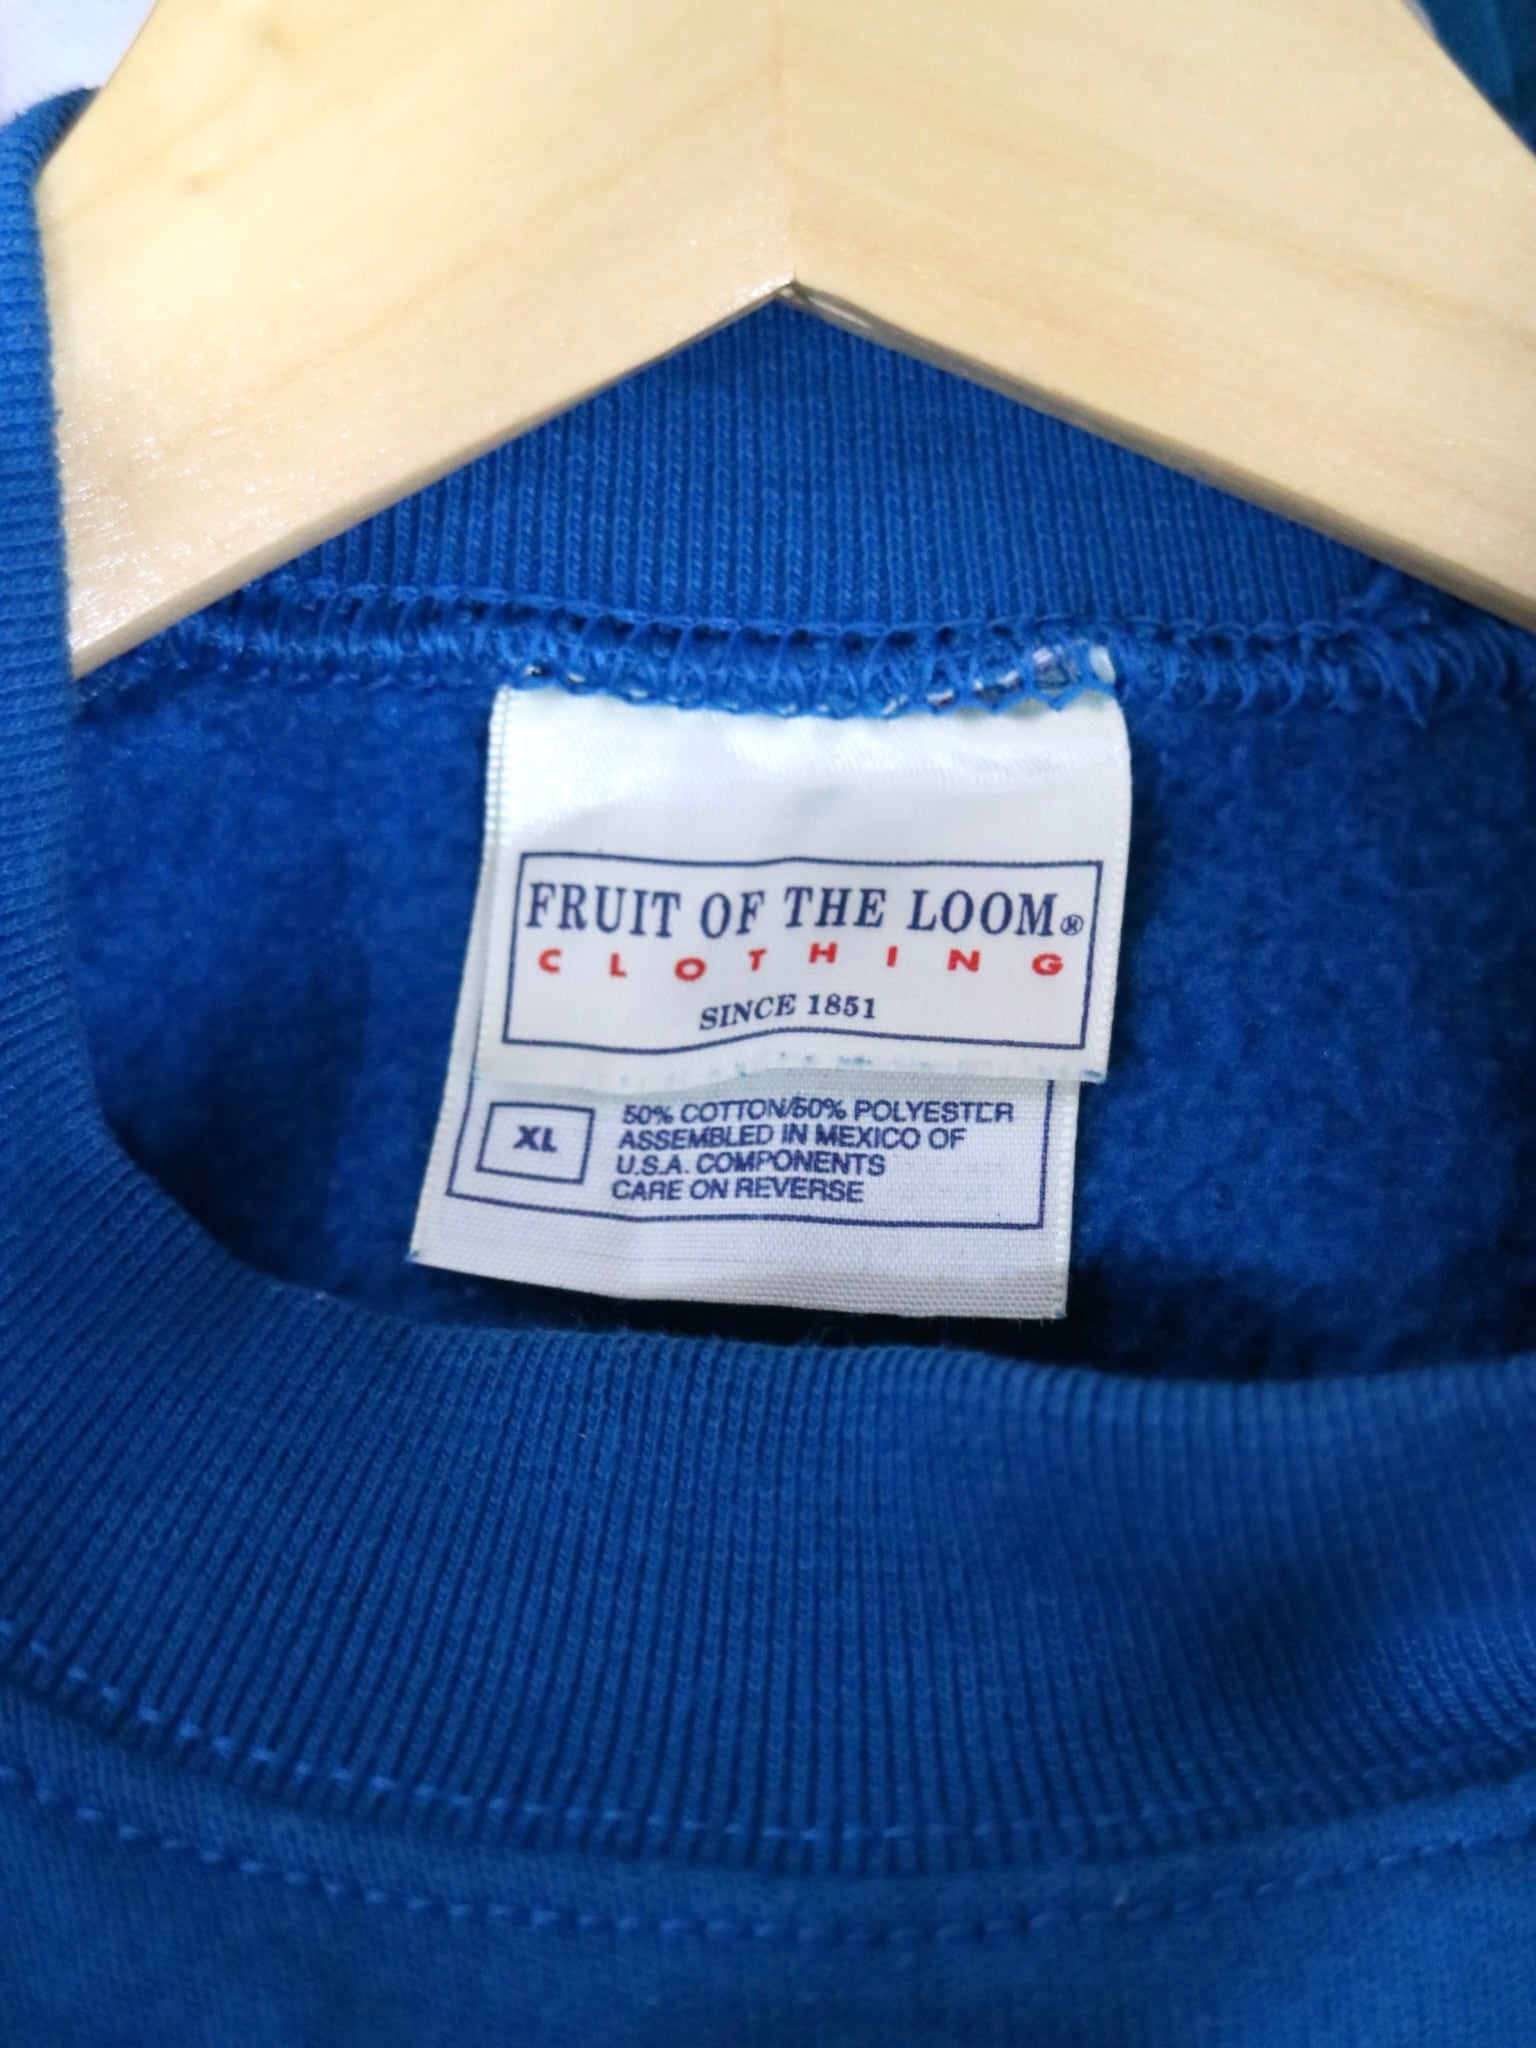 FRUIT OF THE LOOM®
CLOTHING
SINCE 1851
XL
50% COTTON/50% POLYESTER
ASSEMBLED IN MEXICO OF
U.S.A. COMPONENTS
CARE ON REVERSE